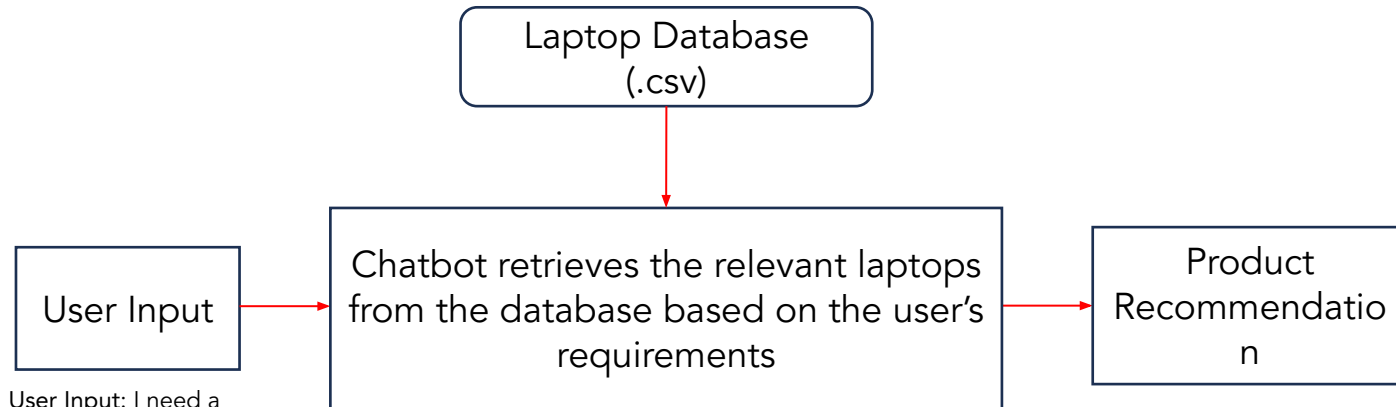 Laptop Database
(.csv)
User Input
Chatbot retrieves the relevant laptops
from the database based on the user’s
requirements
Product
Recommendatio
n
User Input: I need a